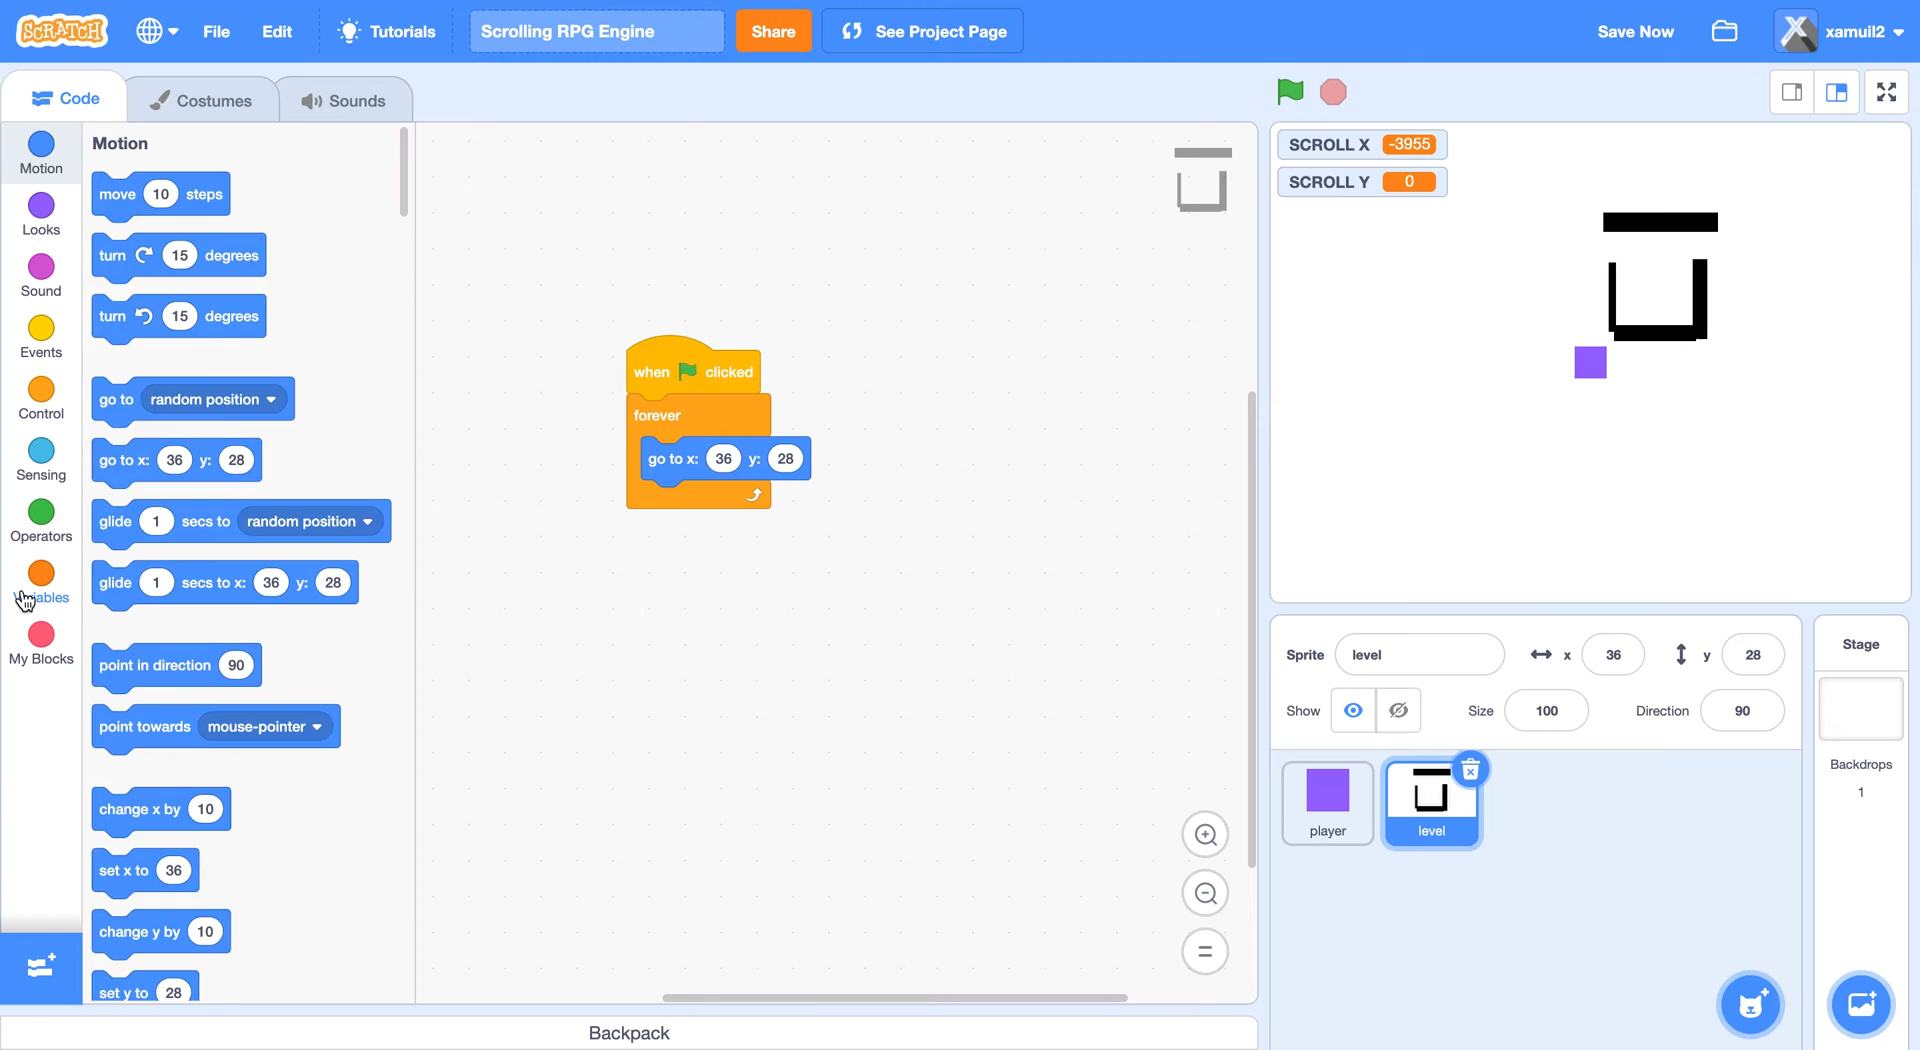 SCRATCH File Edit Tutorials Scrolling RPG Engine Share See Project Page Save Now xamuil2
Code Costumes Sounds
Motion
Looks
Sound
Events
Control
Sensing
Operators
Variables
My Blocks
Motion
move 10 steps
turn 15 degrees
turn 15 degrees
go to random position
go to x: 36 y: 28
glide 1 secs to random position
glide 1 secs to x: 36 y: 28
point in direction 90
point towards mouse-pointer
change x by 10
set x to 36
change y by 10
set y to 28
when clicked
forever
go to x: 36 y: 28
Backpack
SCROLL X -3955
SCROLL Y 0
Sprite level x 36 y 28
Show Size 100 Direction 90
player
level
Stage
Backdrops
1